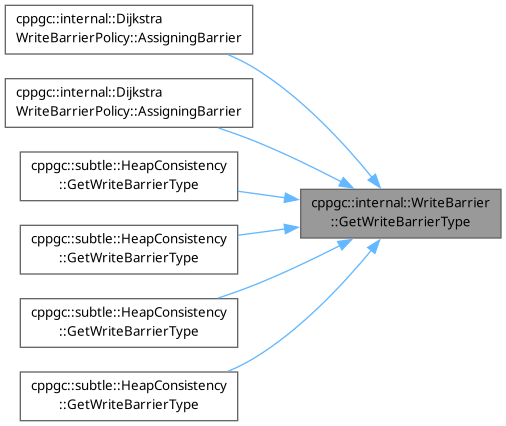 cppgc::internal::Dijkstra
WriteBarrierPolicy::AssigningBarrier
cppgc::internal::Dijkstra
WriteBarrierPolicy::AssigningBarrier
cppgc::subtle::HeapConsistency
::GetWriteBarrierType
cppgc::internal::WriteBarrier
::GetWriteBarrierType
cppgc::subtle::HeapConsistency
::GetWriteBarrierType
cppgc::subtle::HeapConsistency
::GetWriteBarrierType
cppgc::subtle::HeapConsistency
::GetWriteBarrierType